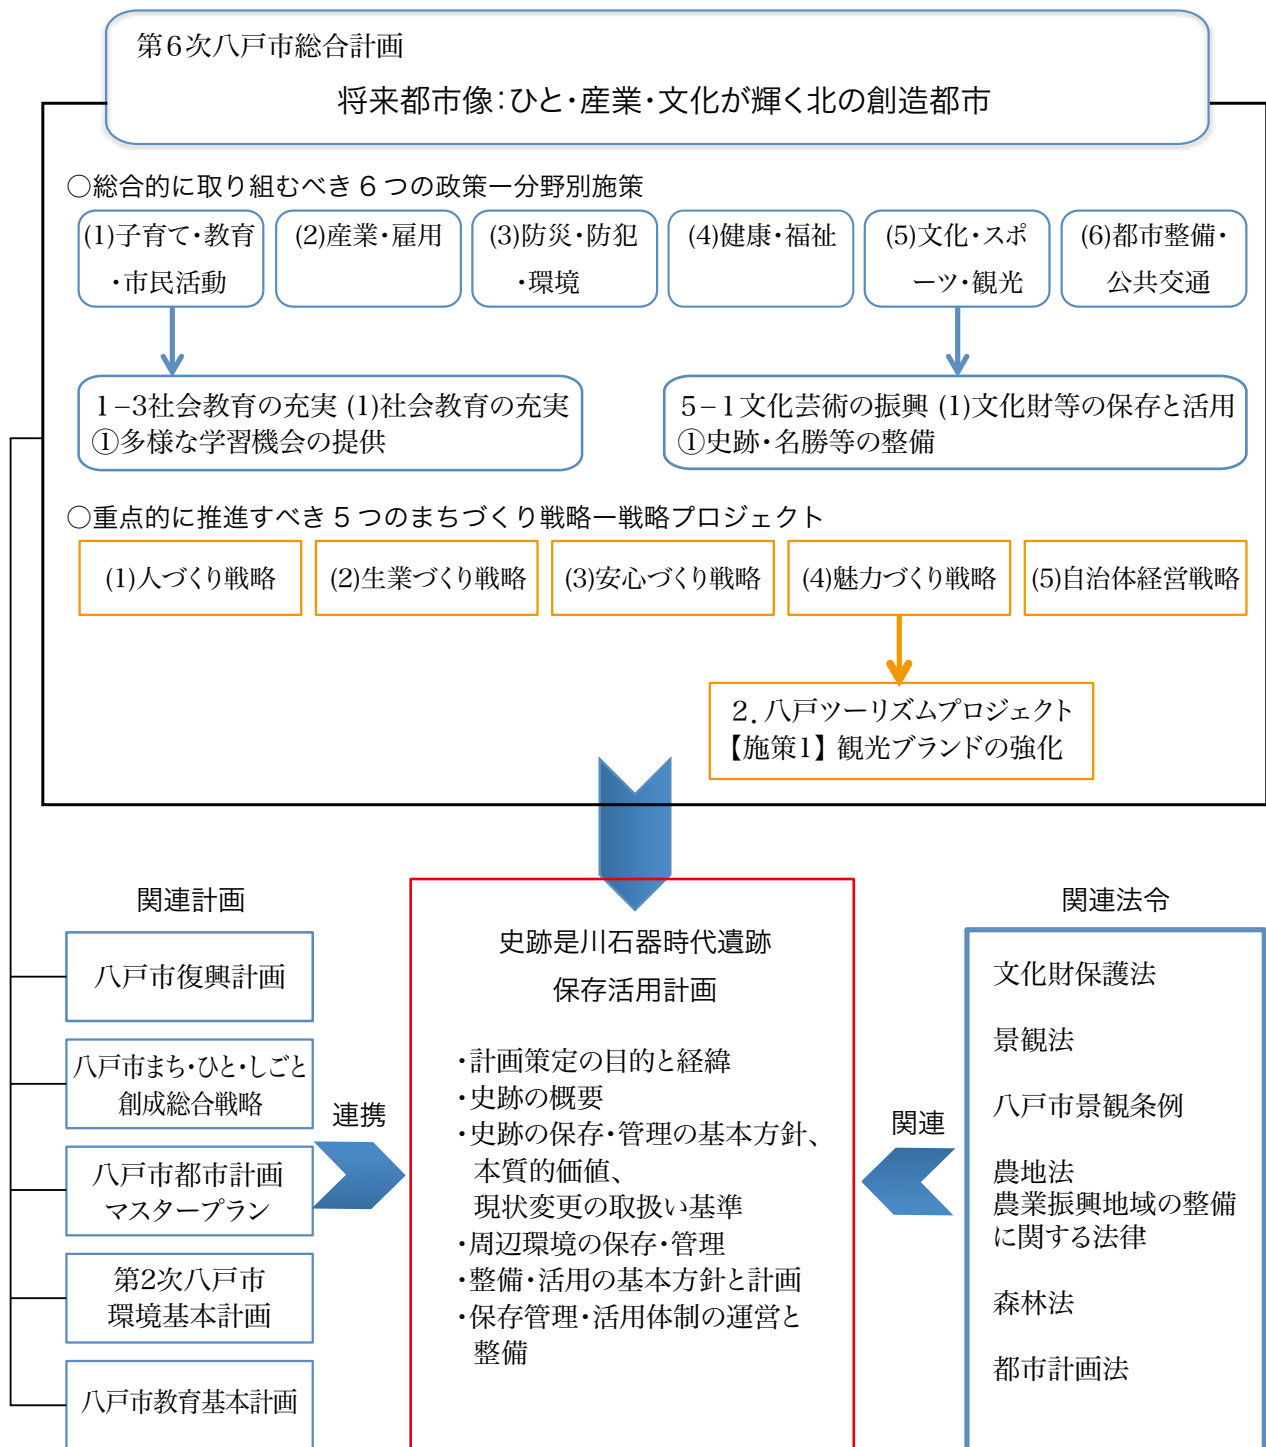 第6次八戸市総合計画
将来都市像：ひと・産業・文化が輝く北の創造都市
○総合的に取り組むべき6つの政策ー分野別施策
(1)子育て・教育
・市民活動
(2)産業・雇用
(3)防災・防犯
・環境
(4)健康・福祉
(5)文化・スポ
ーツ・観光
(6)都市整備・
公共交通
1−3社会教育の充実 (1)社会教育の充実
①多様な学習機会の提供
5−1文化芸術の振興 (1)文化財等の保存と活用
①史跡・名勝等の整備
○重点的に推進すべき5つのまちづくり戦略ー戦略プロジェクト
(1)人づくり戦略
(2)生業づくり戦略
(3)安心づくり戦略
(4)魅力づくり戦略
(5)自治体経営戦略
2．八戸ツーリズムプロジェクト
【施策1】観光ブランドの強化
関連計画
八戸市復興計画
八戸市まち・ひと・しごと
創成総合戦略
八戸市都市計画
マスタープラン
第2次八戸市
環境基本計画
八戸市教育基本計画
連携
史跡是川石器時代遺跡
保存活用計画
・計画策定の目的と経緯
・史跡の概要
・史跡の保存・管理の基本方針、
本質的価値、
現状変更の取扱い基準
・周辺環境の保存・管理
・整備・活用の基本方針と計画
・保存管理・活用体制の運営と
整備
関連
関連法令
文化財保護法
景観法
八戸市景観条例
農地法
農業振興地域の整備
に関する法律
森林法
都市計画法